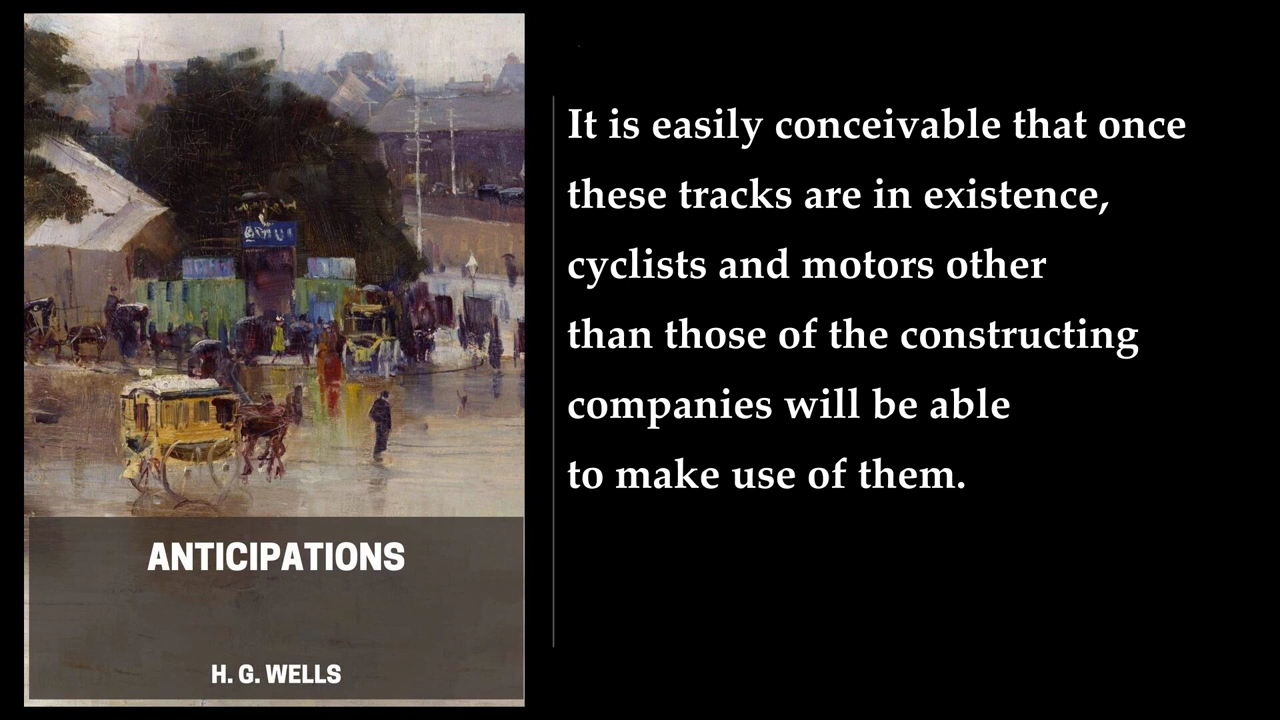 ANTICIPATIONS
H. G. WELLS
It is easily conceivable that once
these tracks are in existence,
cyclists and motors other
than those of the constructing
companies will be able
to make use of them.